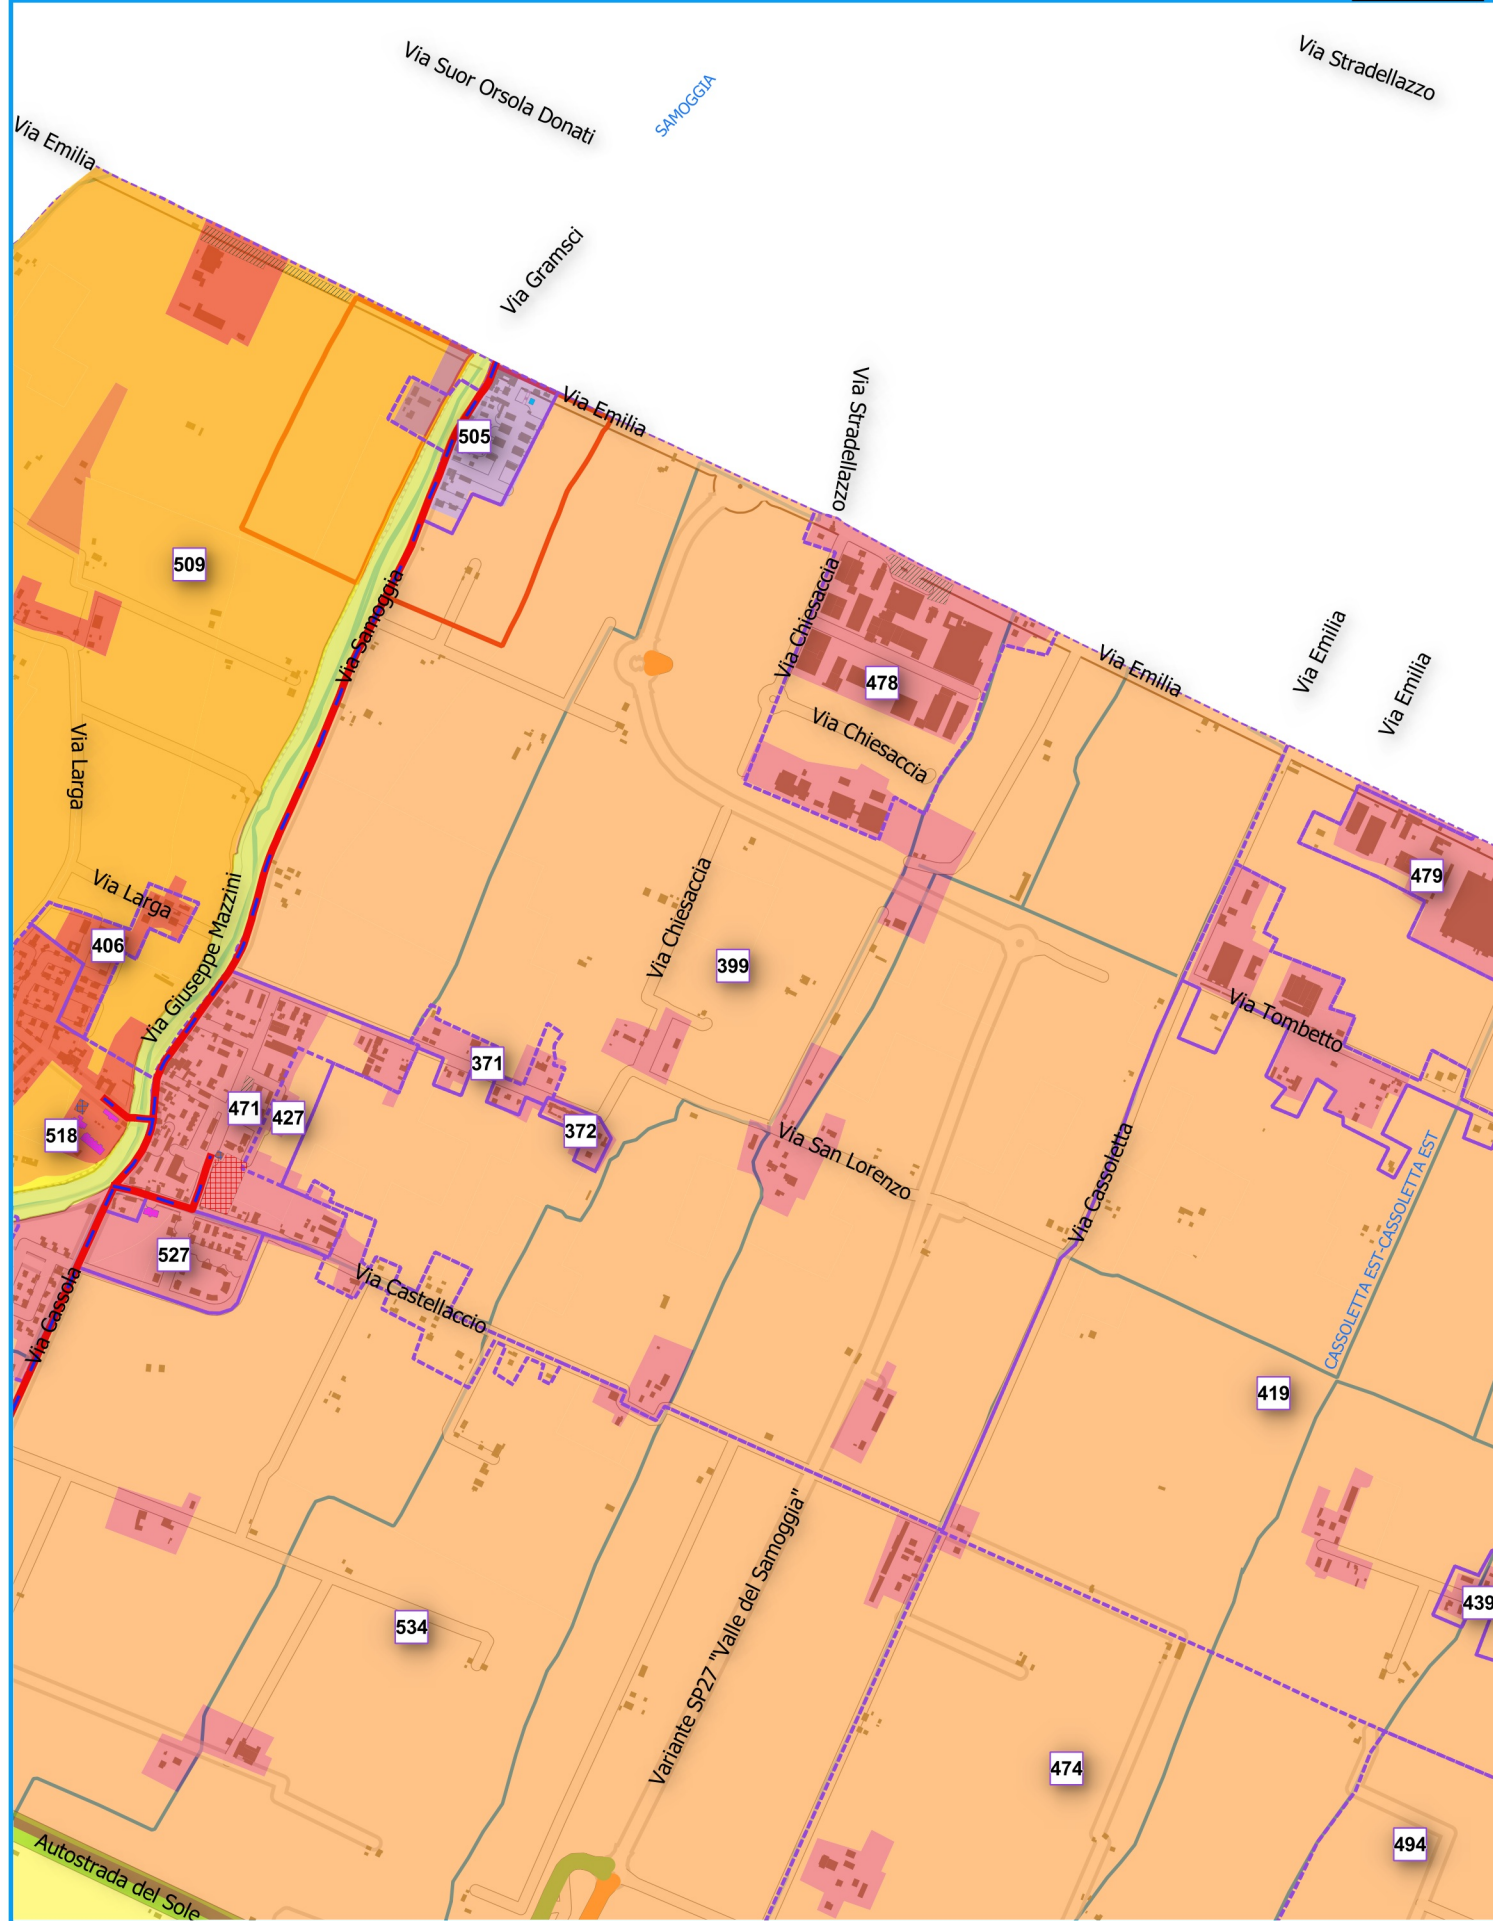 Via Stradellazzo
Via Suor Orsola Donati
SAMOGGIA
Via Emilia
Via Gramsci
Via Stradellazzo
Via Emilia
505
509
Via Samoggia
Via Chiesaccia
478
Via Emilia
Via Emilia
Via Emilia
Via Chiesaccia
Via Larga
479
Via Larga
Via Giuseppe Mazzini
406
Via Chiesaccia
399
Via Tombetto
371
471
427
372
518
Via San Lorenzo
Via Cassoletta
CASSOLETTA EST-CASSOLETTA EST
527
Via Cassola
Via Castellaccio
419
Variante SP27 "Valle del Samoggia"
439
534
474
494
Autostrada del Sole